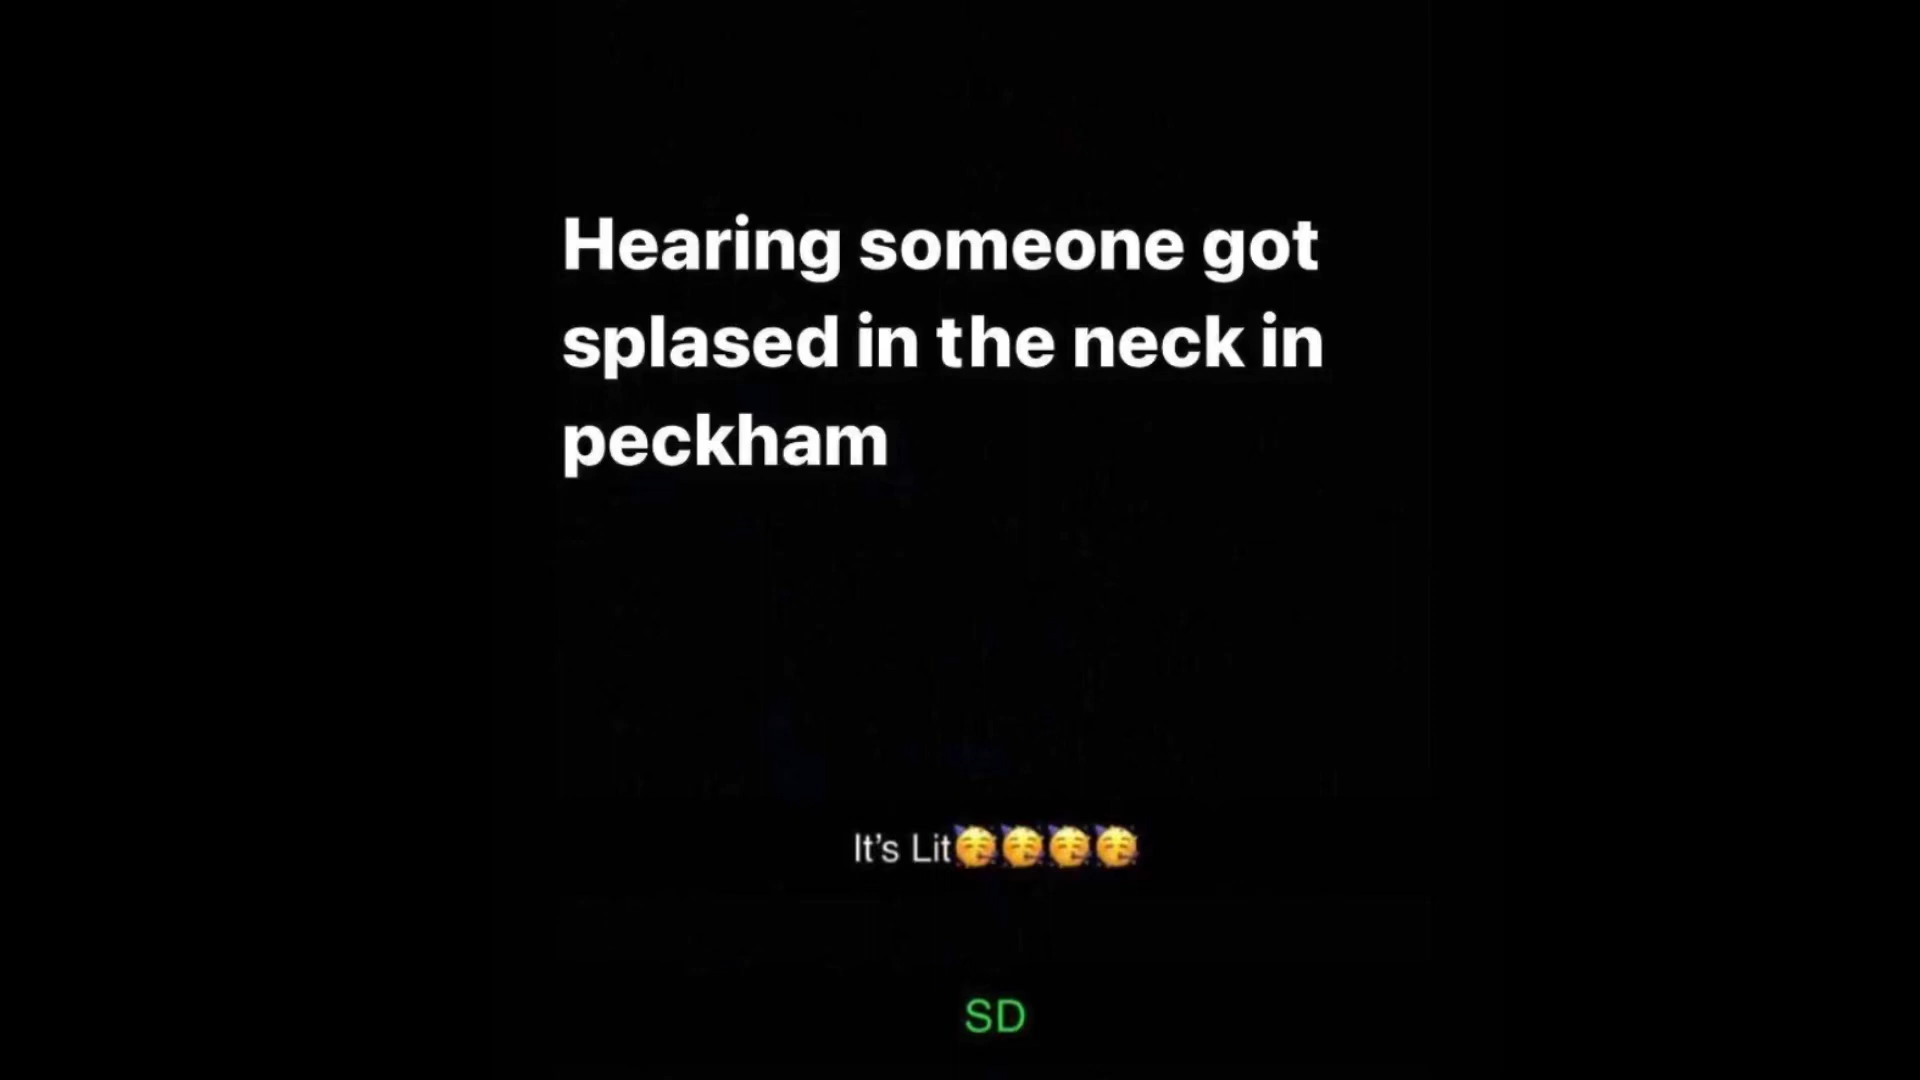 Hearing someone got
splased in the neck in
peckham
It's Lit🥳🥳🥳🥳
SD